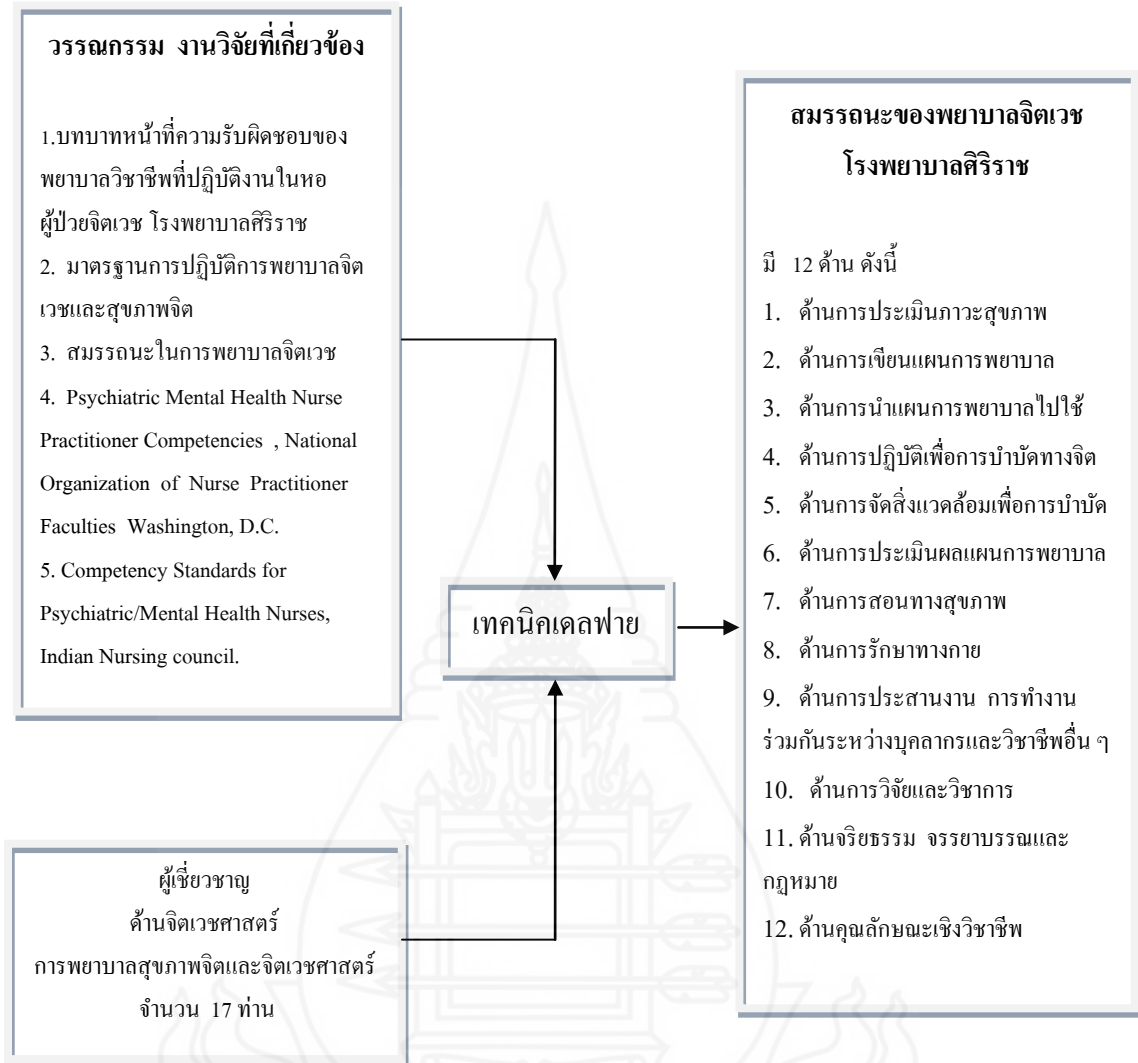 วรรณกรรม งานวิจัยที่เกี่ยวข้อง
1.บทบาทหน้าที่ความรับผิดชอบของ
พยาบาลวิชาชีพที่ปฏิบัติงานในหอ
ผู้ป่วยจิตเวช โรงพยาบาลศิริราช
2. มาตรฐานการปฏิบัติการพยาบาลจิต
เวชและสุขภาพจิต
3. สมรรถนะในการพยาบาลจิตเวช
4. Psychiatric Mental Health Nurse
Practitioner Competencies , National
Organization of Nurse Practitioner
Faculties Washington, D.C.
5. Competency Standards for
Psychiatric/Mental Health Nurses,
Indian Nursing council.
ผู้เชี่ยวชาญ
ด้านจิตเวชศาสตร์
การพยาบาลสุขภาพจิตและจิตเวชศาสตร์
จำนวน 17 ท่าน
เทคนิคเดลฟาย
สมรรถนะของพยาบาลจิตเวช
โรงพยาบาลศิริราช
มี 12 ด้าน ดังนี้
1. ด้านการประเมินภาวะสุขภาพ
2. ด้านการเขียนแผนการพยาบาล
3. ด้านการนำแผนการพยาบาลไปใช้
4. ด้านการปฏิบัติเพื่อการบำบัดทางจิต
5. ด้านการจัดสิ่งแวดล้อมเพื่อการบำบัด
6. ด้านการประเมินผลแผนการพยาบาล
7. ด้านการสอนทางสุขภาพ
8. ด้านการรักษาทางกาย
9. ด้านการประสานงาน การทำงาน
ร่วมกันระหว่างบุคลากรและวิชาชีพอื่น ๆ
10. ด้านการวิจัยและวิชาการ
11. ด้านจริยธรรม จรรยาบรรณและ
กฎหมาย
12. ด้านคุณลักษณะเชิงวิชาชีพ